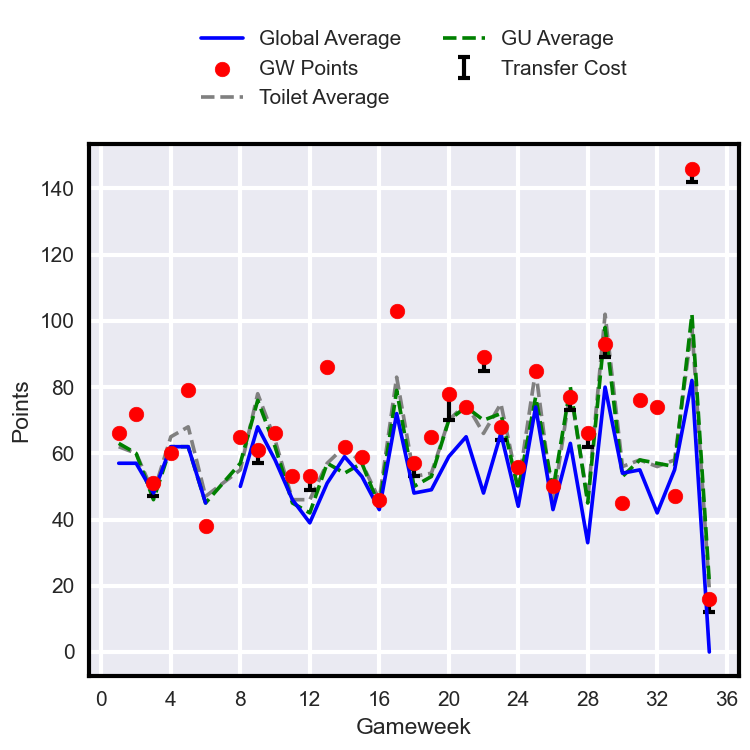 Global Average
GW Points
Toilet Average
GU Average
Transfer Cost
140
120
100
80
60
40
20
0
Points
0 4 8 12 16 20 24 28 32 36
Gameweek